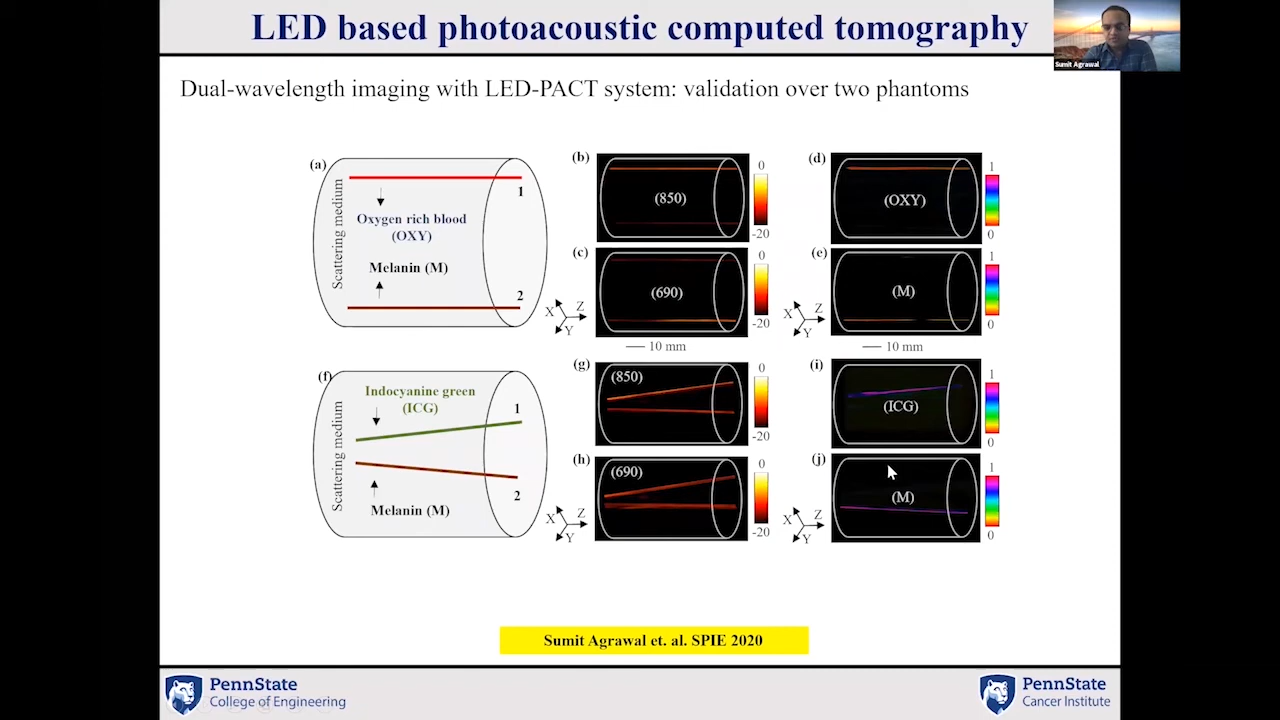 LED based photoacoustic computed tomography
Sumit Agrawal
Dual-wavelength imaging with LED-PACT system: validation over two phantoms
(a)
Scattering medium
1
Oxygen rich blood
(OXY)
Melanin (M)
2
(b)
(850)
0
-20
(c)
(690)
0
-20
X
Z
Y
10 mm
(d)
(OXY)
1
0
(e)
(M)
1
0
X
Z
Y
10 mm
(f)
Scattering medium
Indocyanine green
(ICG)
1
2
Melanin (M)
(g)
(850)
0
-20
(h)
(690)
0
-20
X
Z
Y
(i)
(ICG)
1
0
(j)
(M)
1
0
X
Z
Y
Sumit Agrawal et. al. SPIE 2020
PennState
College of Engineering
PennState
Cancer Institute